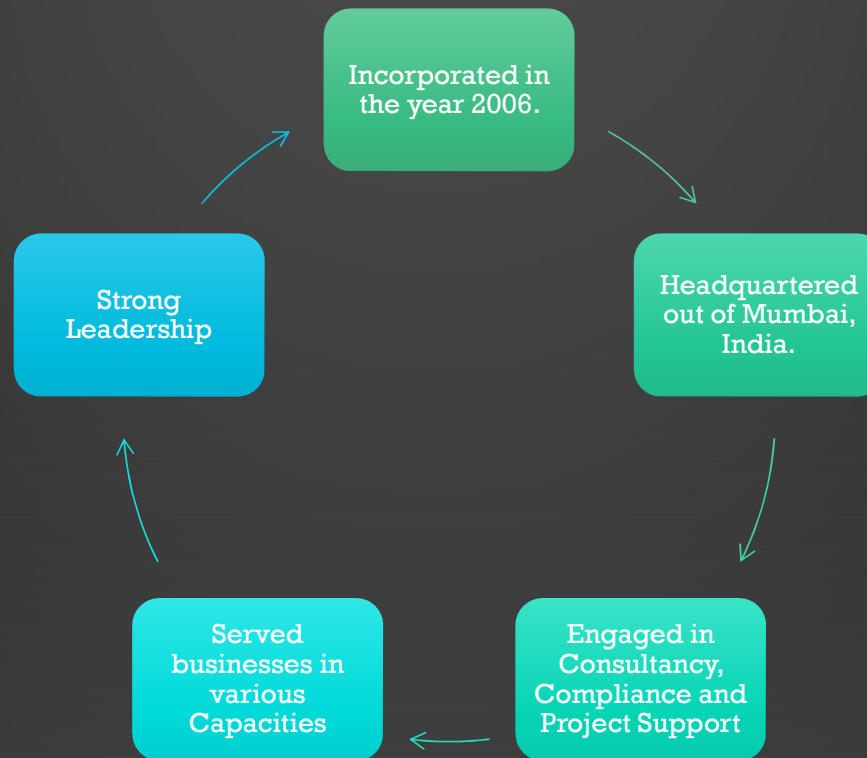 Incorporated in
the year 2006.
Headquartered
out of Mumbai,
India.
Engaged in
Consultancy,
Compliance and
Project Support
Served
businesses in
various
Capacities
Strong
Leadership